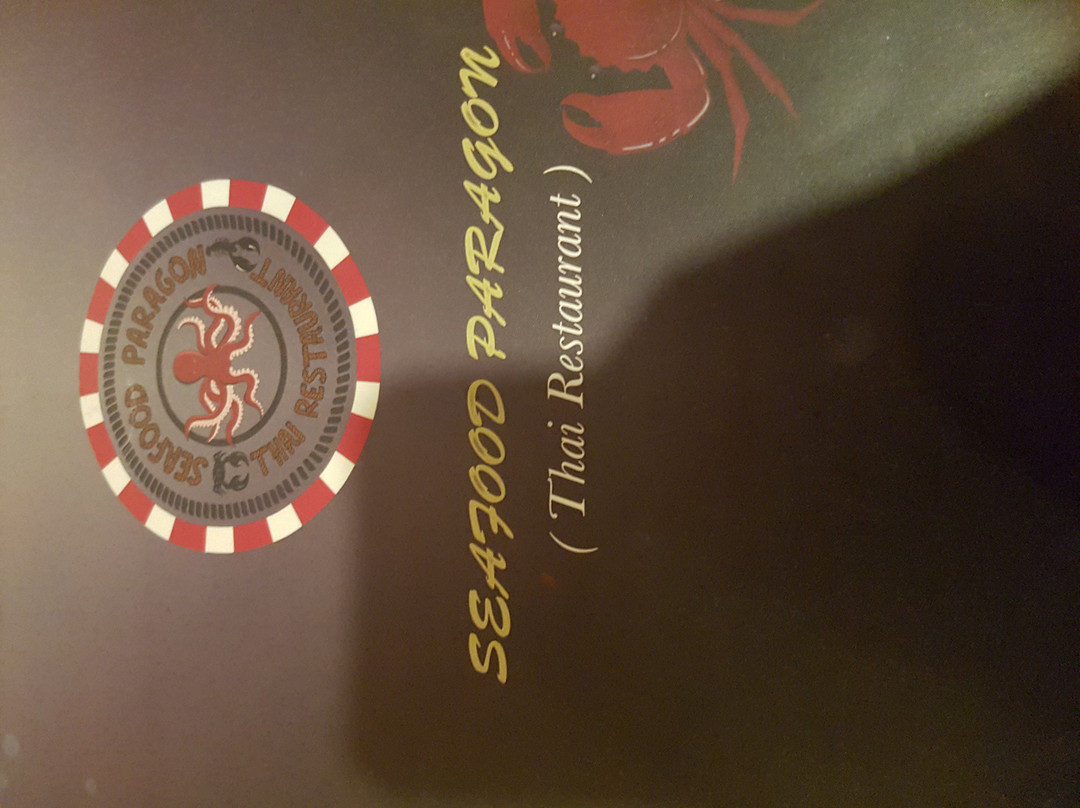 SEAFOOD PARAGON
THAI RESTAURANT
SEAFOOD PARAGON
( Thai Restaurant )